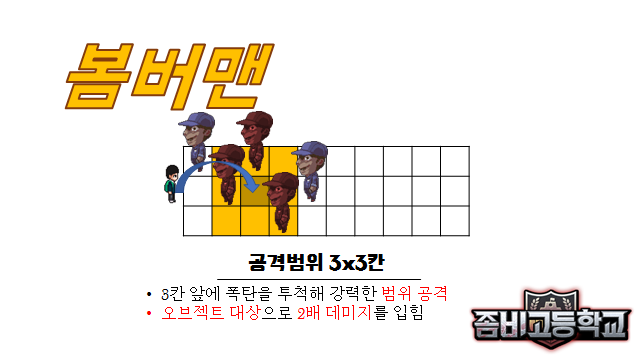 봄버맨
공격범위 3x3칸
• 3칸 앞에 폭탄을 투척해 강력한 범위 공격
• 오브젝트 대상으로 2배 데미지를 입힘
좀비고등학교